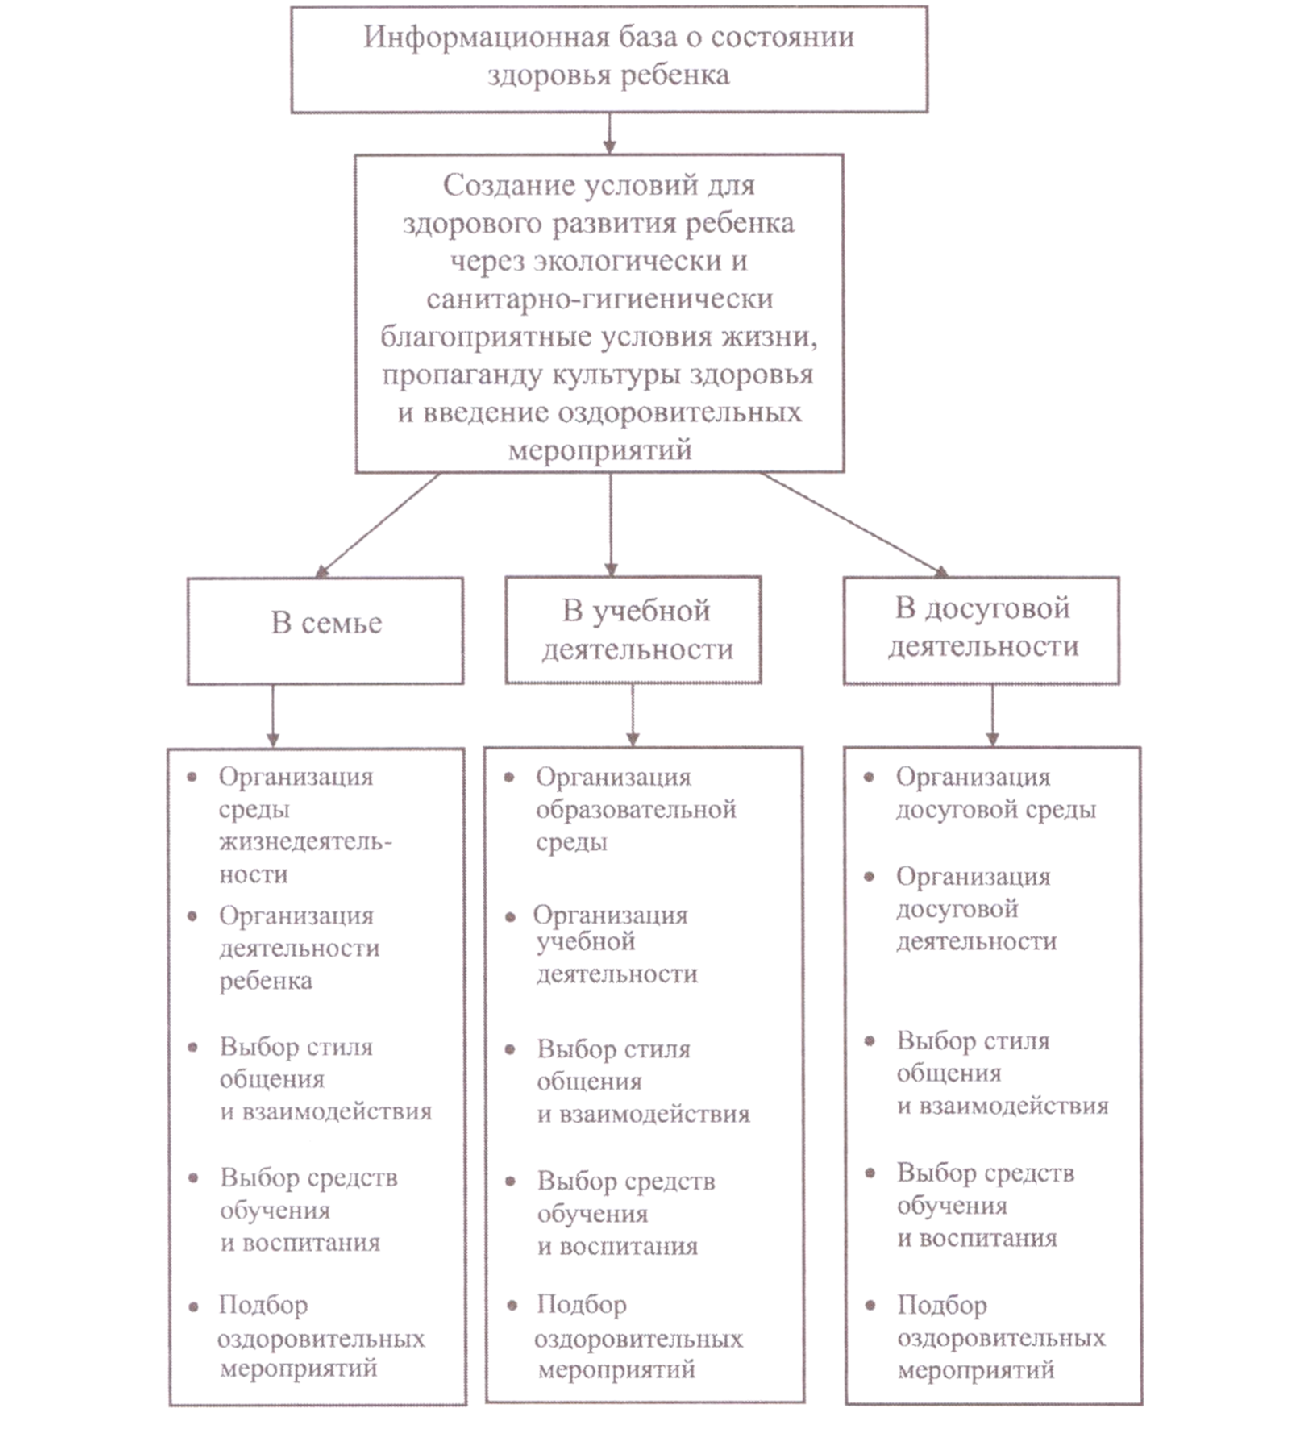 Информационная база о состоянии
здоровья ребенка
Создание условий для
здорового развития ребенка
через экологически и
санитарно-гигиенически
благоприятные условия жизни,
пропаганду культуры здоровья
и введение оздоровительных
мероприятий
В семье
В учебной
деятельности
В досуговой
деятельности
• Организация
среды
жизнедеятель-
ности
• Организация
деятельности
ребенка
• Выбор стиля
общения
и взаимодействия
• Выбор средств
обучения
и воспитания
• Подбор
оздоровительных
мероприятий
• Организация
образовательной
среды
• Организация
учебной
деятельности
• Выбор стиля
общения
и взаимодействия
• Выбор средств
обучения
и воспитания
• Подбор
оздоровительных
мероприятий
• Организация
досуговой среды
• Организация
досуговой
деятельности
• Выбор стиля
общения
и взаимодействия
• Выбор средств
обучения
и воспитания
• Подбор
оздоровительных
мероприятий